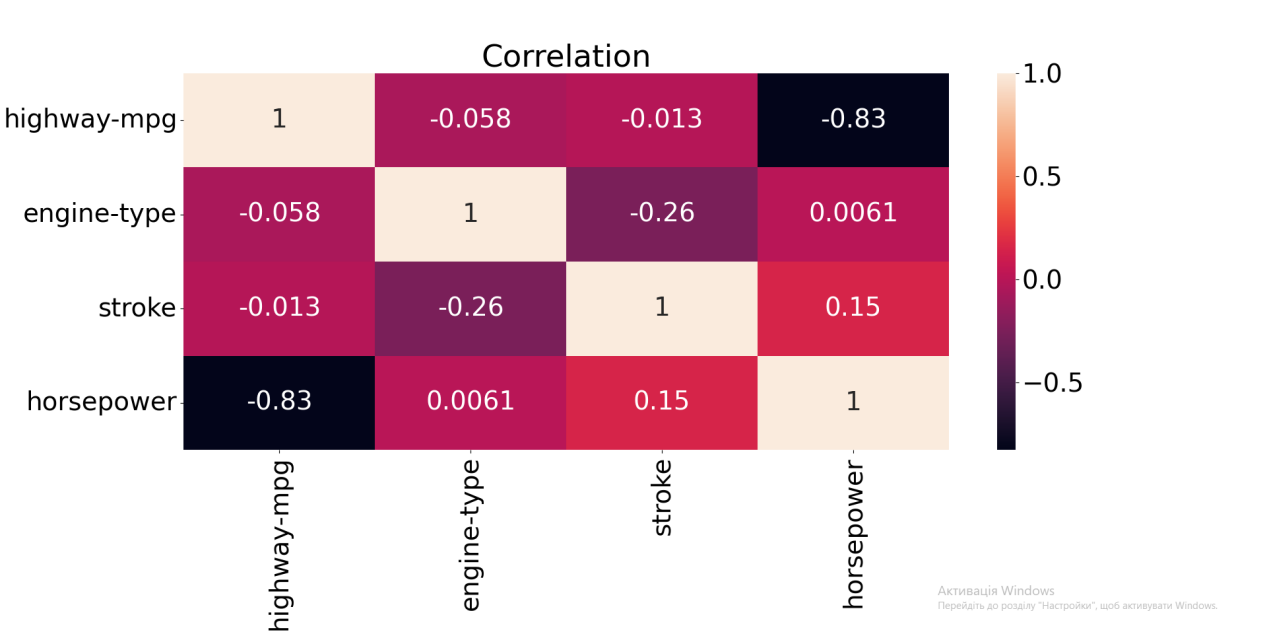 Correlation
highway-mpg 1 -0.058 -0.013 -0.83
engine-type -0.058 1 -0.26 0.0061
stroke -0.013 -0.26 1 0.15
horsepower -0.83 0.0061 0.15 1
highway-mpg engine-type stroke horsepower
1.0
0.5
0.0
−0.5
Активація Windows
Перейдіть до розділу "Настройки", щоб активувати Windows.